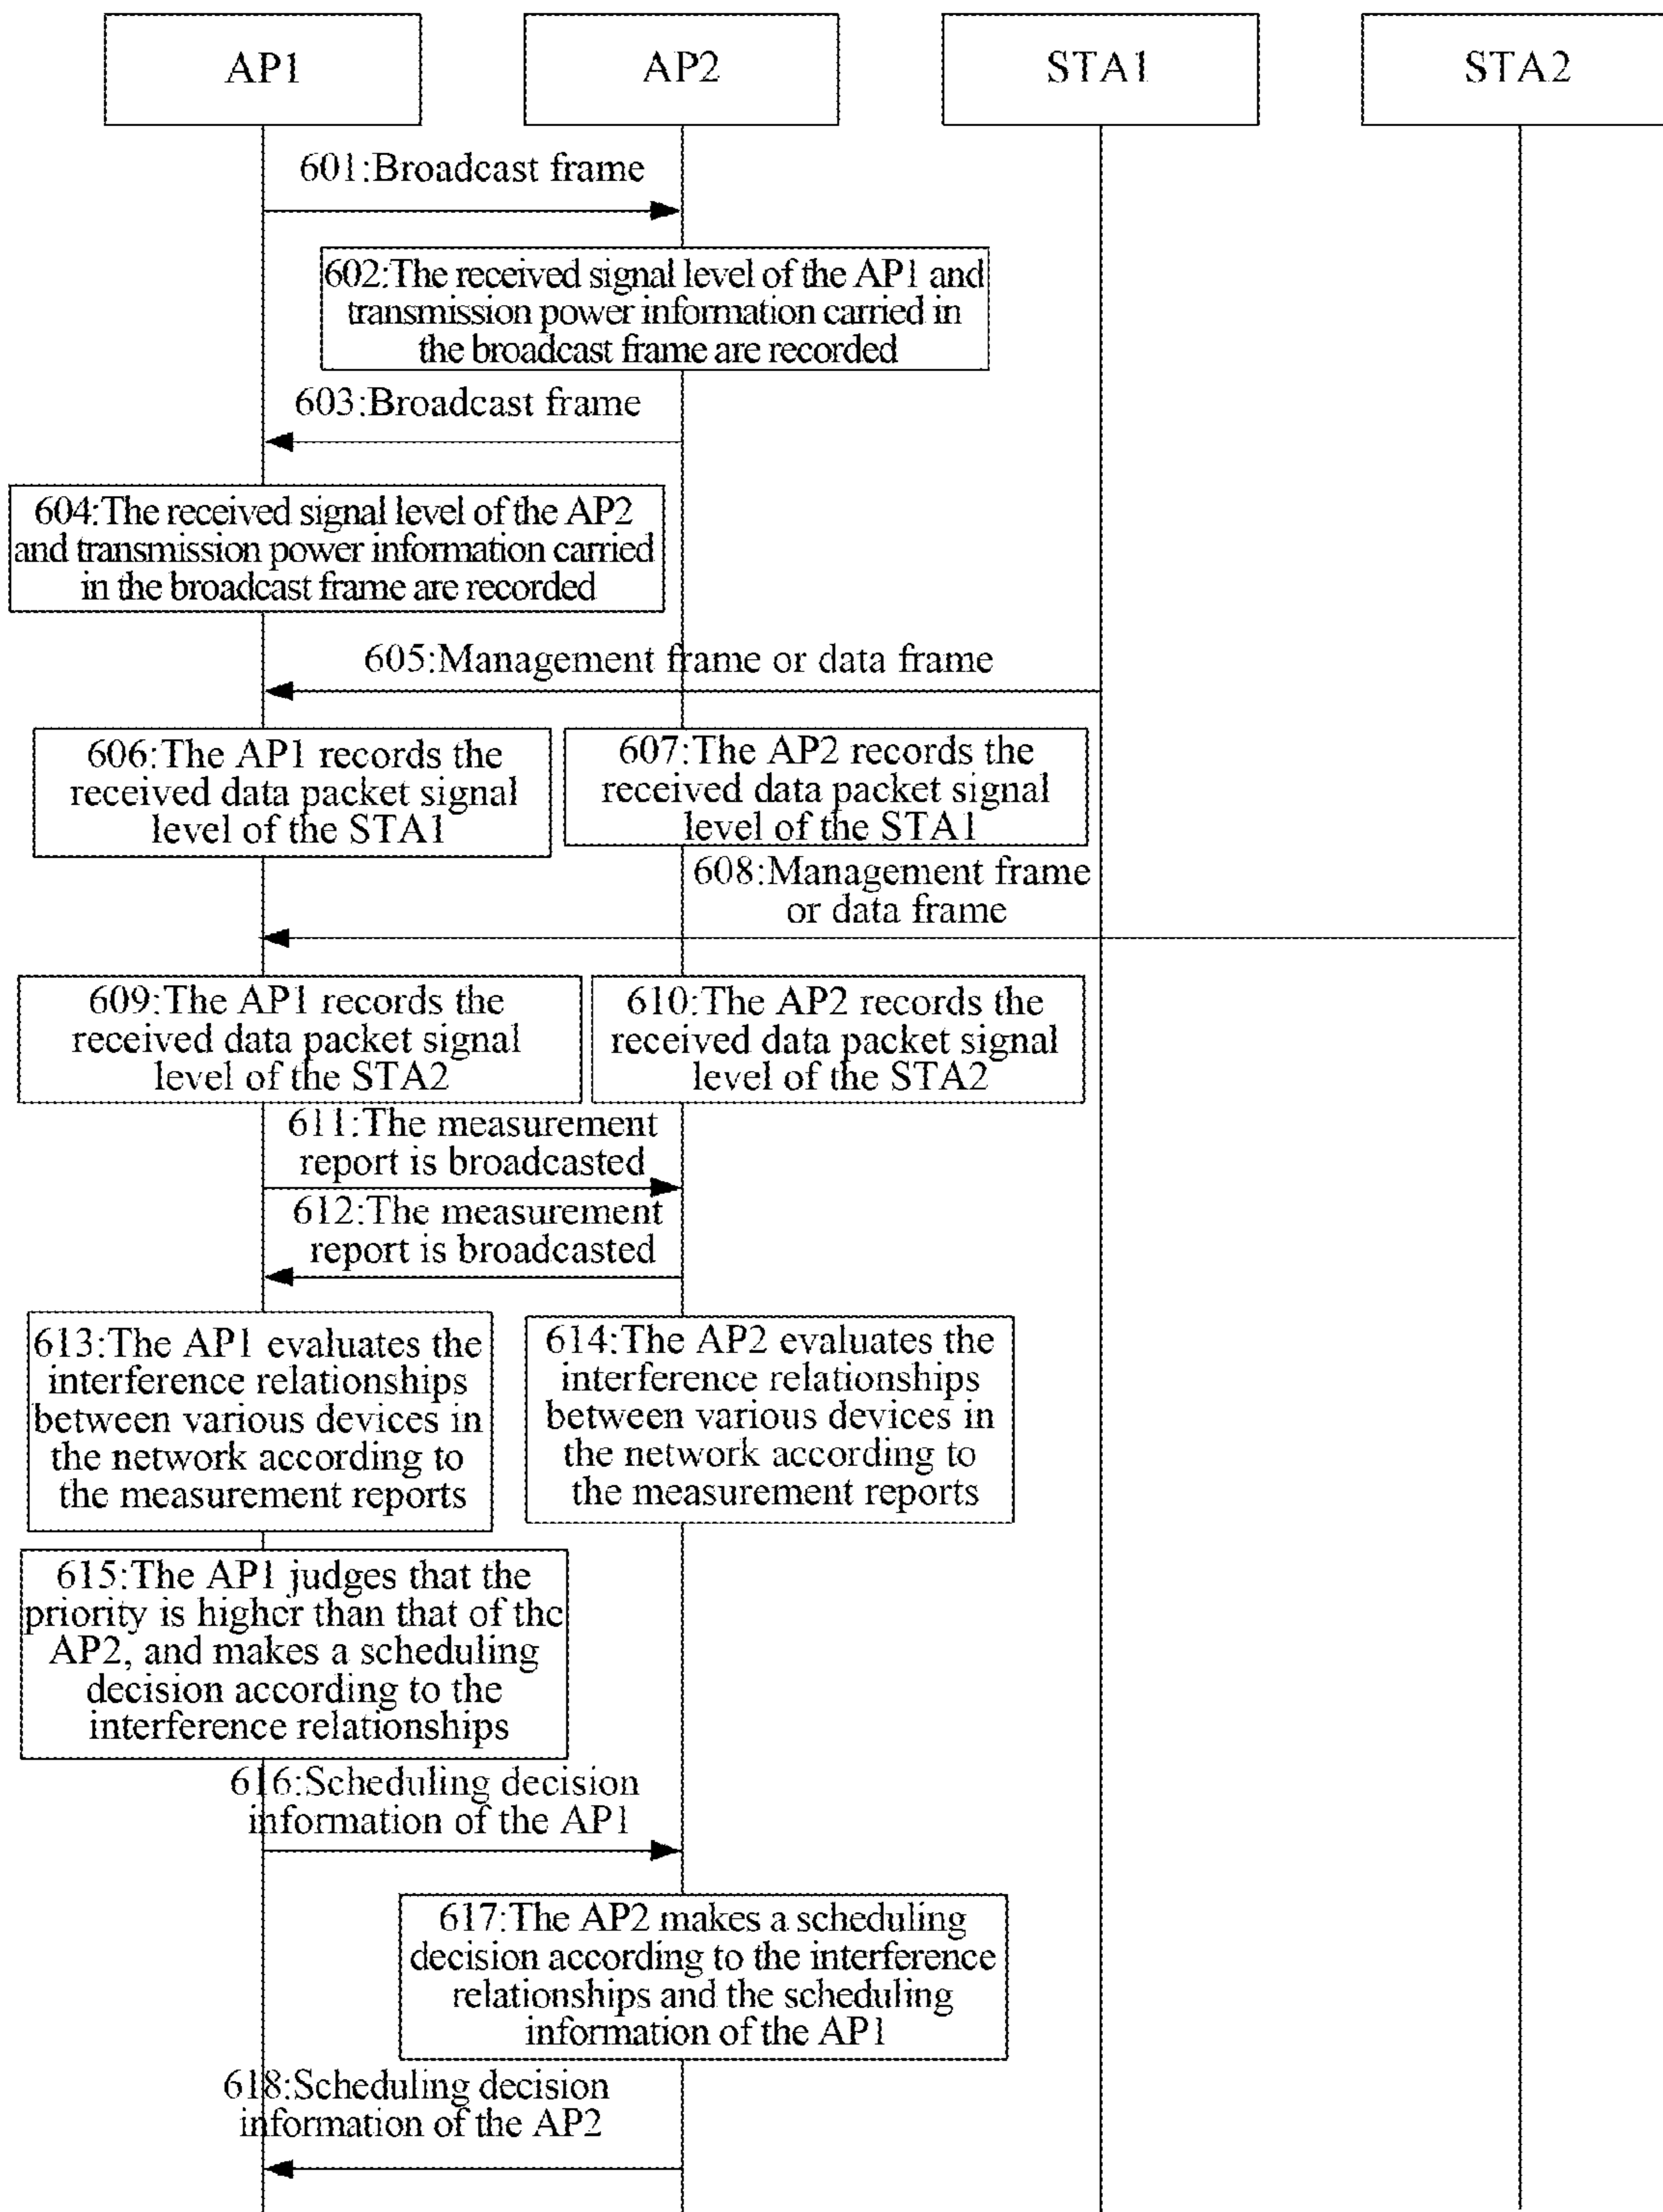 AP1
AP2
STA1
STA2
601:Broadcast frame
602:The received signal level of the AP1 and
transmission power information carried in
the broadcast frame are recorded
603:Broadcast frame
604:The received signal level of the AP2
and transmission power information carried
in the broadcast frame are recorded
605:Management frame or data frame
606:The AP1 records the
received data packet signal
level of the STA1
607:The AP2 records the
received data packet signal
level of the STA1
608:Management frame
or data frame
609:The AP1 records the
received data packet signal
level of the STA2
610:The AP2 records the
received data packet signal
level of the STA2
611:The measurement
report is broadcasted
612:The measurement
report is broadcasted
613:The AP1 evaluates the
interference relationships
between various devices in
the network according to
the measurement reports
614:The AP2 evaluates the
interference relationships
between various devices in
the network according to
the measurement reports
615:The AP1 judges that the
priority is higher than that of the
AP2, and makes a scheduling
decision according to the
interference relationships
616:Scheduling decision
information of the AP1
617:The AP2 makes a scheduling
decision according to the interference
relationships and the scheduling
information of the AP1
618:Scheduling decision
information of the AP2